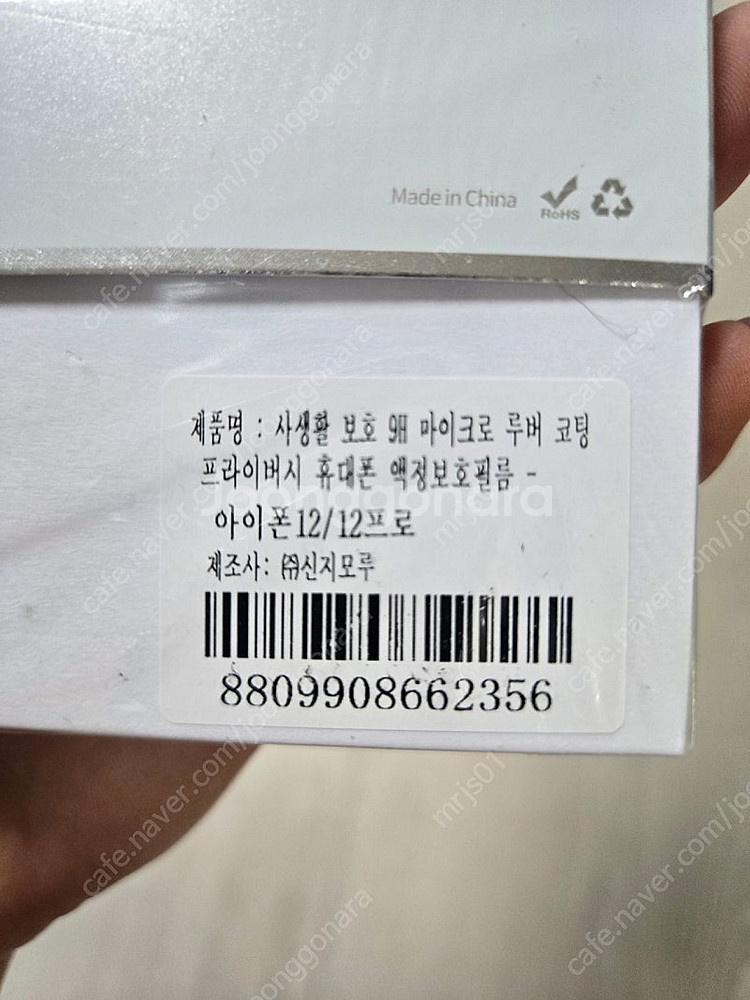 Made in China
RoHS
제품명 : 사생활 보호 9H 마이크로 루버 코팅
프라이버시 휴대폰 액정보호필름 -
아이폰12/12프로
제조사: ㈜신지모루
8809908662356
joonggonara
cafe.naver.com/joonggonara
mrjs01